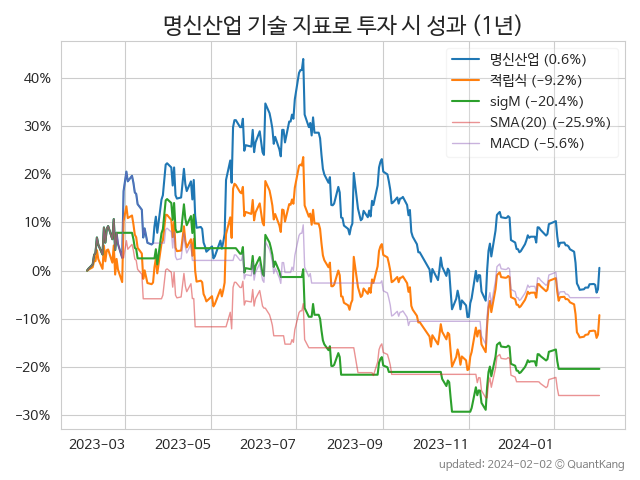 명신산업 기술 지표로 투자 시 성과 (1년)
명신산업 (0.6%)
적립식 (−9.2%)
sigM (−20.4%)
SMA(20) (−25.9%)
MACD (−5.6%)
40%
30%
20%
10%
0%
−10%
−20%
−30%
2023−03 2023−05 2023−07 2023−09 2023−11 2024−01
updated: 2024−02−02 © QuantKang